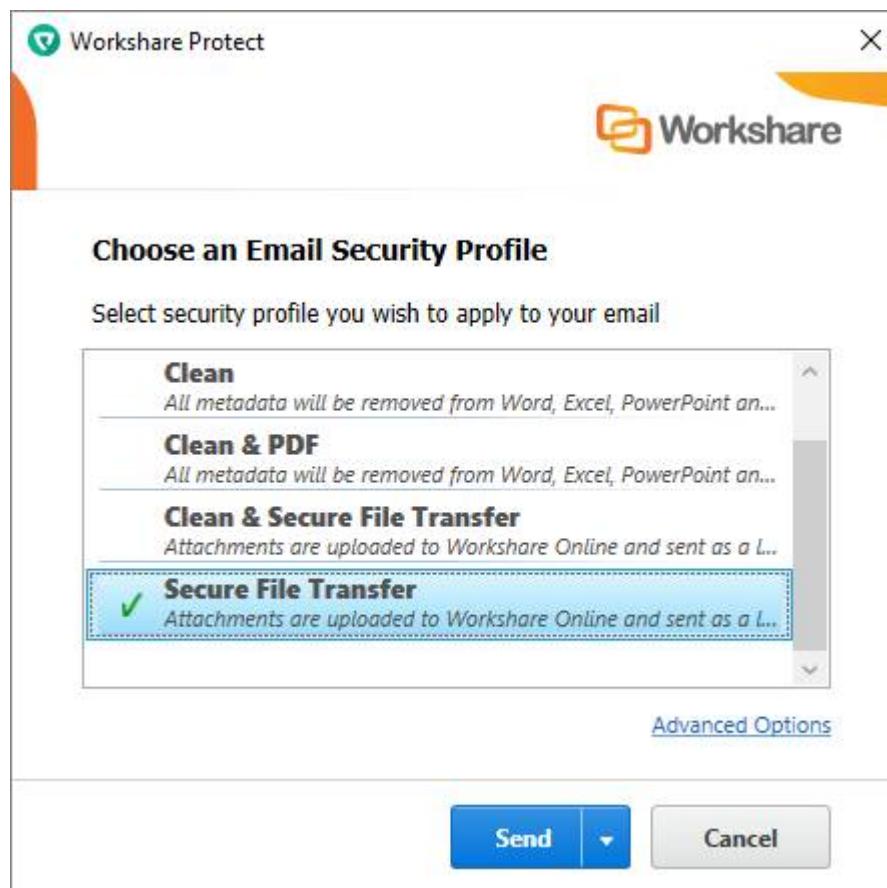 Workshare Protect
Workshare
Choose an Email Security Profile
Select security profile you wish to apply to your email
Clean
All metadata will be removed from Word, Excel, PowerPoint an...
Clean & PDF
All metadata will be removed from Word, Excel, PowerPoint an...
Clean & Secure File Transfer
Attachments are uploaded to Workshare Online and sent as a l...
Secure File Transfer
Attachments are uploaded to Workshare Online and sent as a l...
Advanced Options
Send
Cancel